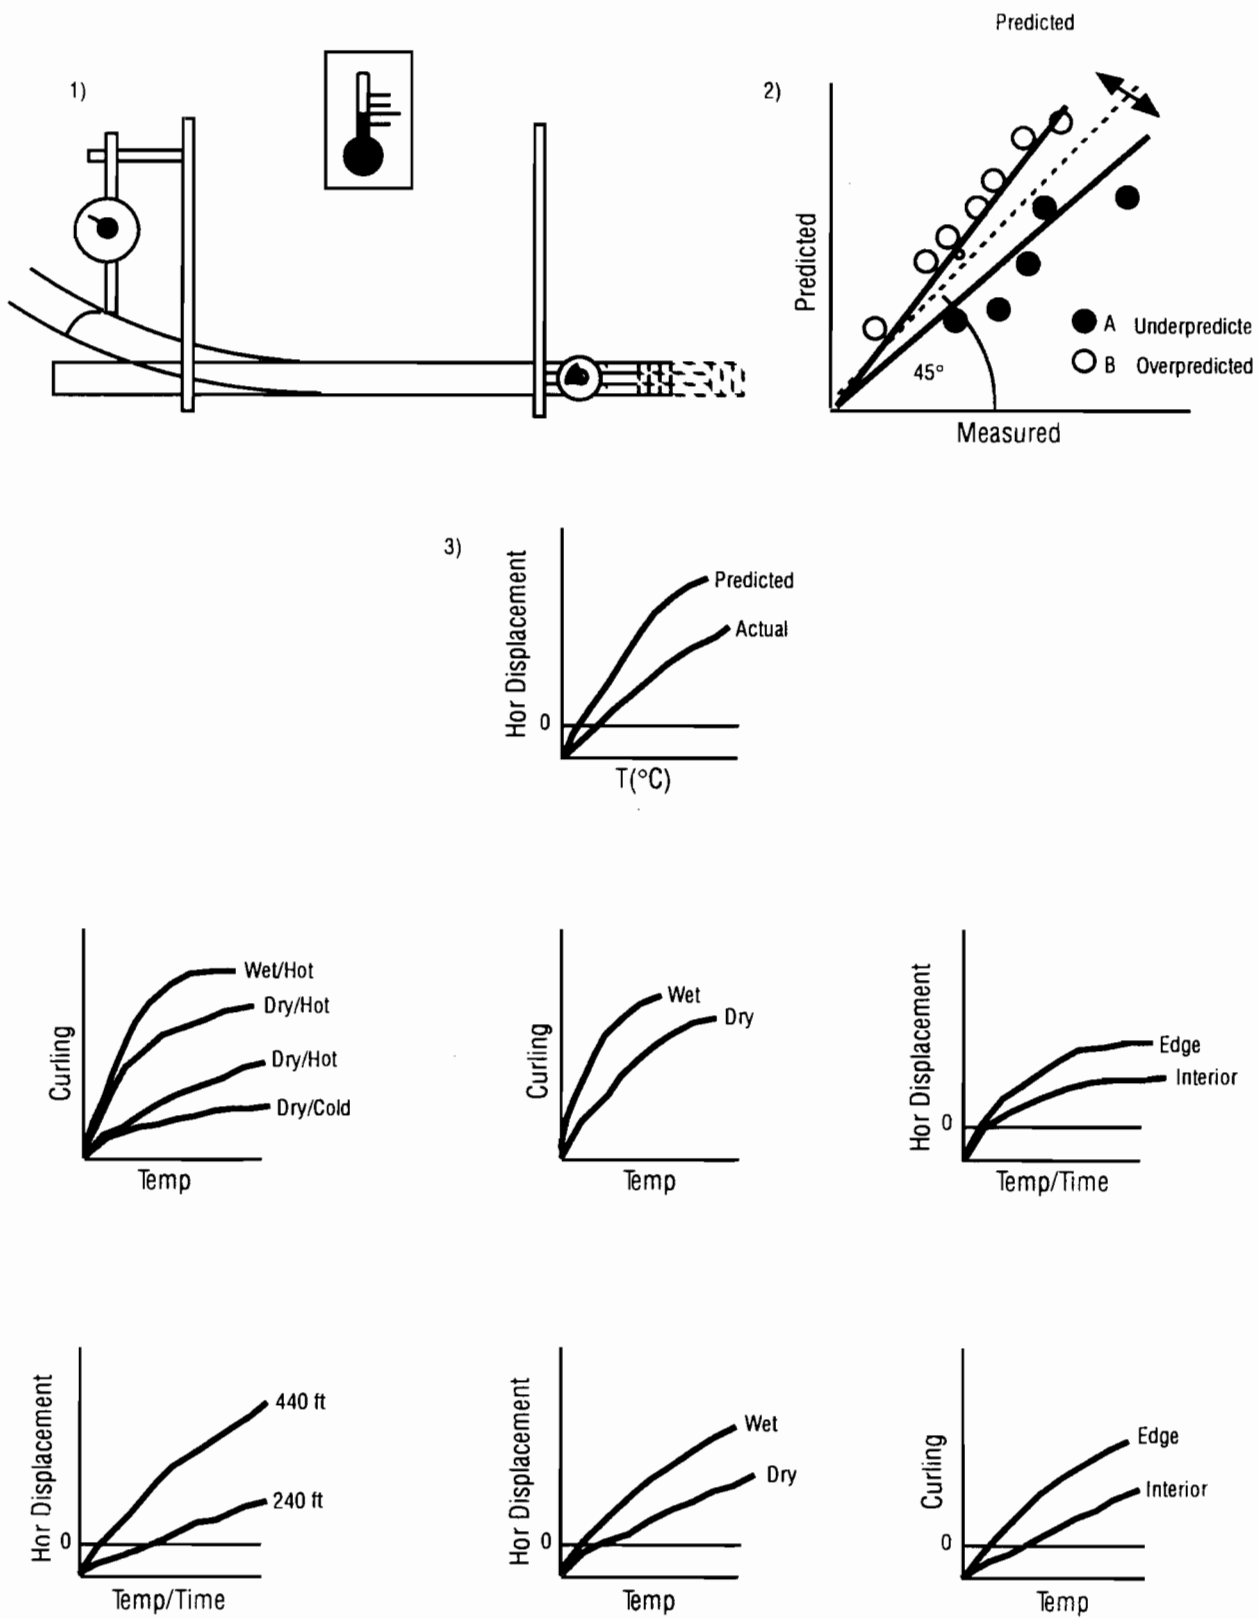 Predicted
1)
2)
Predicted
A Underpredicte
B Overpredicted
45°
Measured
3)
Hor Displacement
Predicted
Actual
0
T(°C)
Curling
Wet/Hot
Dry/Hot
Dry/Hot
Dry/Cold
Temp
Curling
Wet
Dry
Temp
Hor Displacement
Edge
Interior
0
Temp/Time
Hor Displacement
440 ft
240 ft
0
Temp/Time
Hor Displacement
Wet
Dry
0
Temp
Curling
Edge
Interior
0
Temp